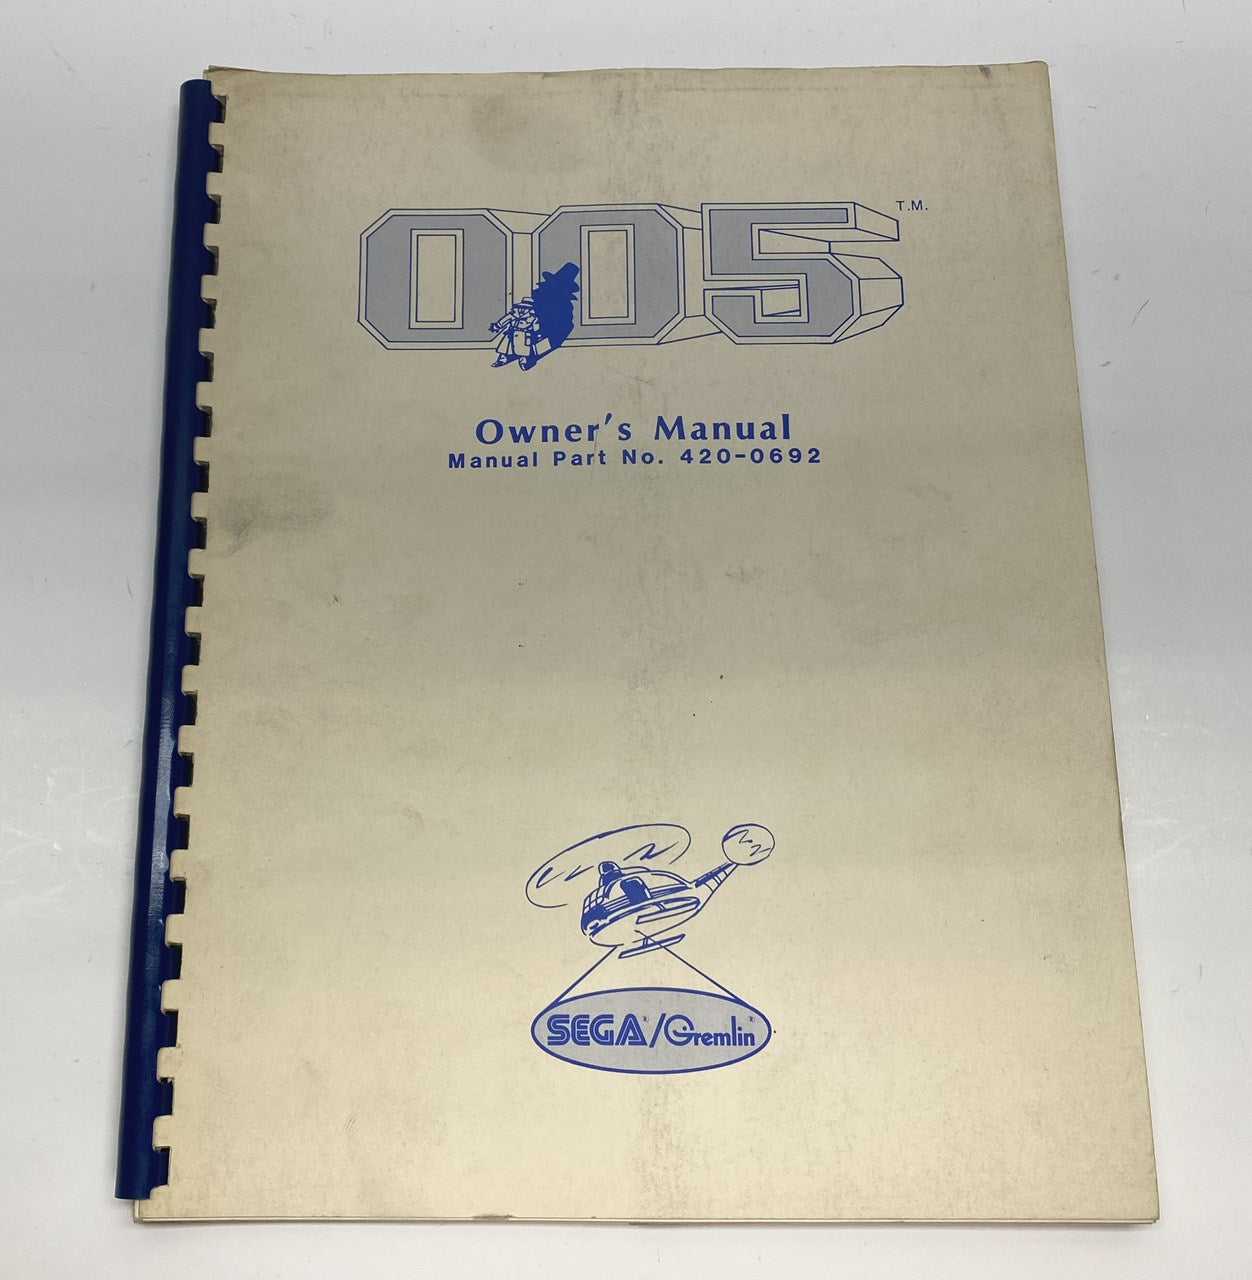 005 T.M.
Owner's Manual
Manual Part No. 420-0692
SEGA®/Gremlin®